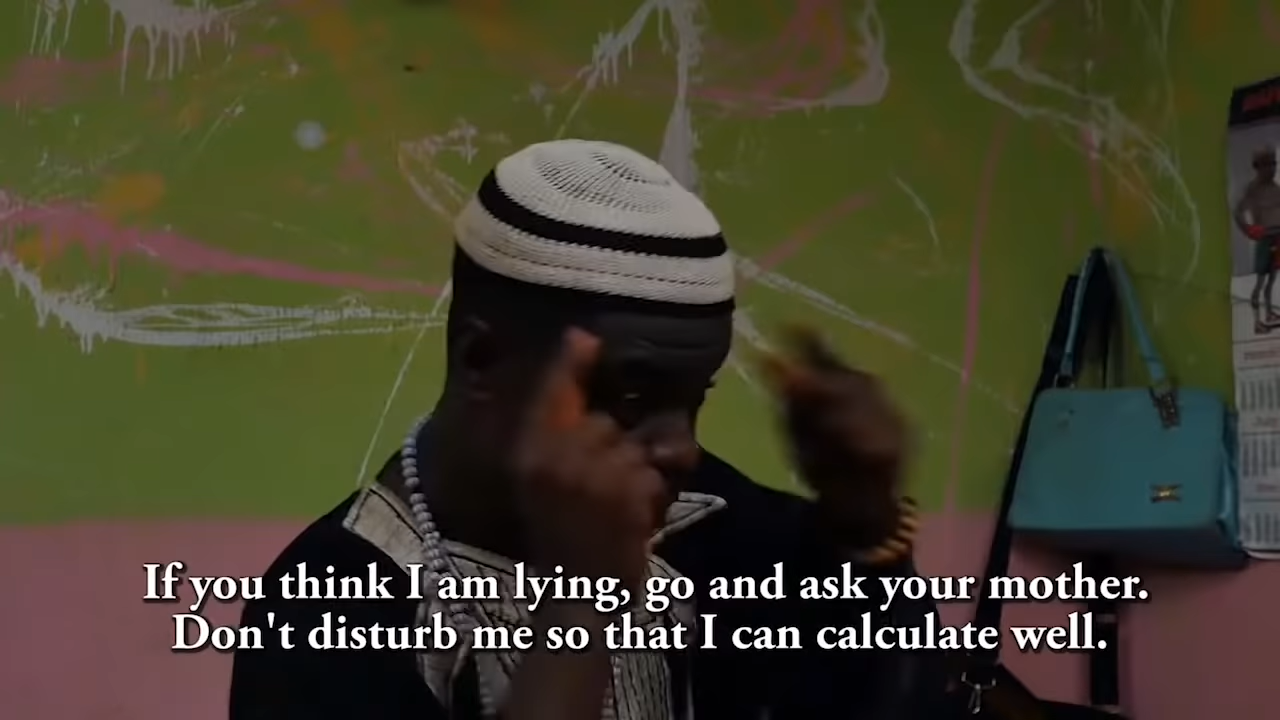 If you think I am lying, go and ask your mother.
Don't disturb me so that I can calculate well.